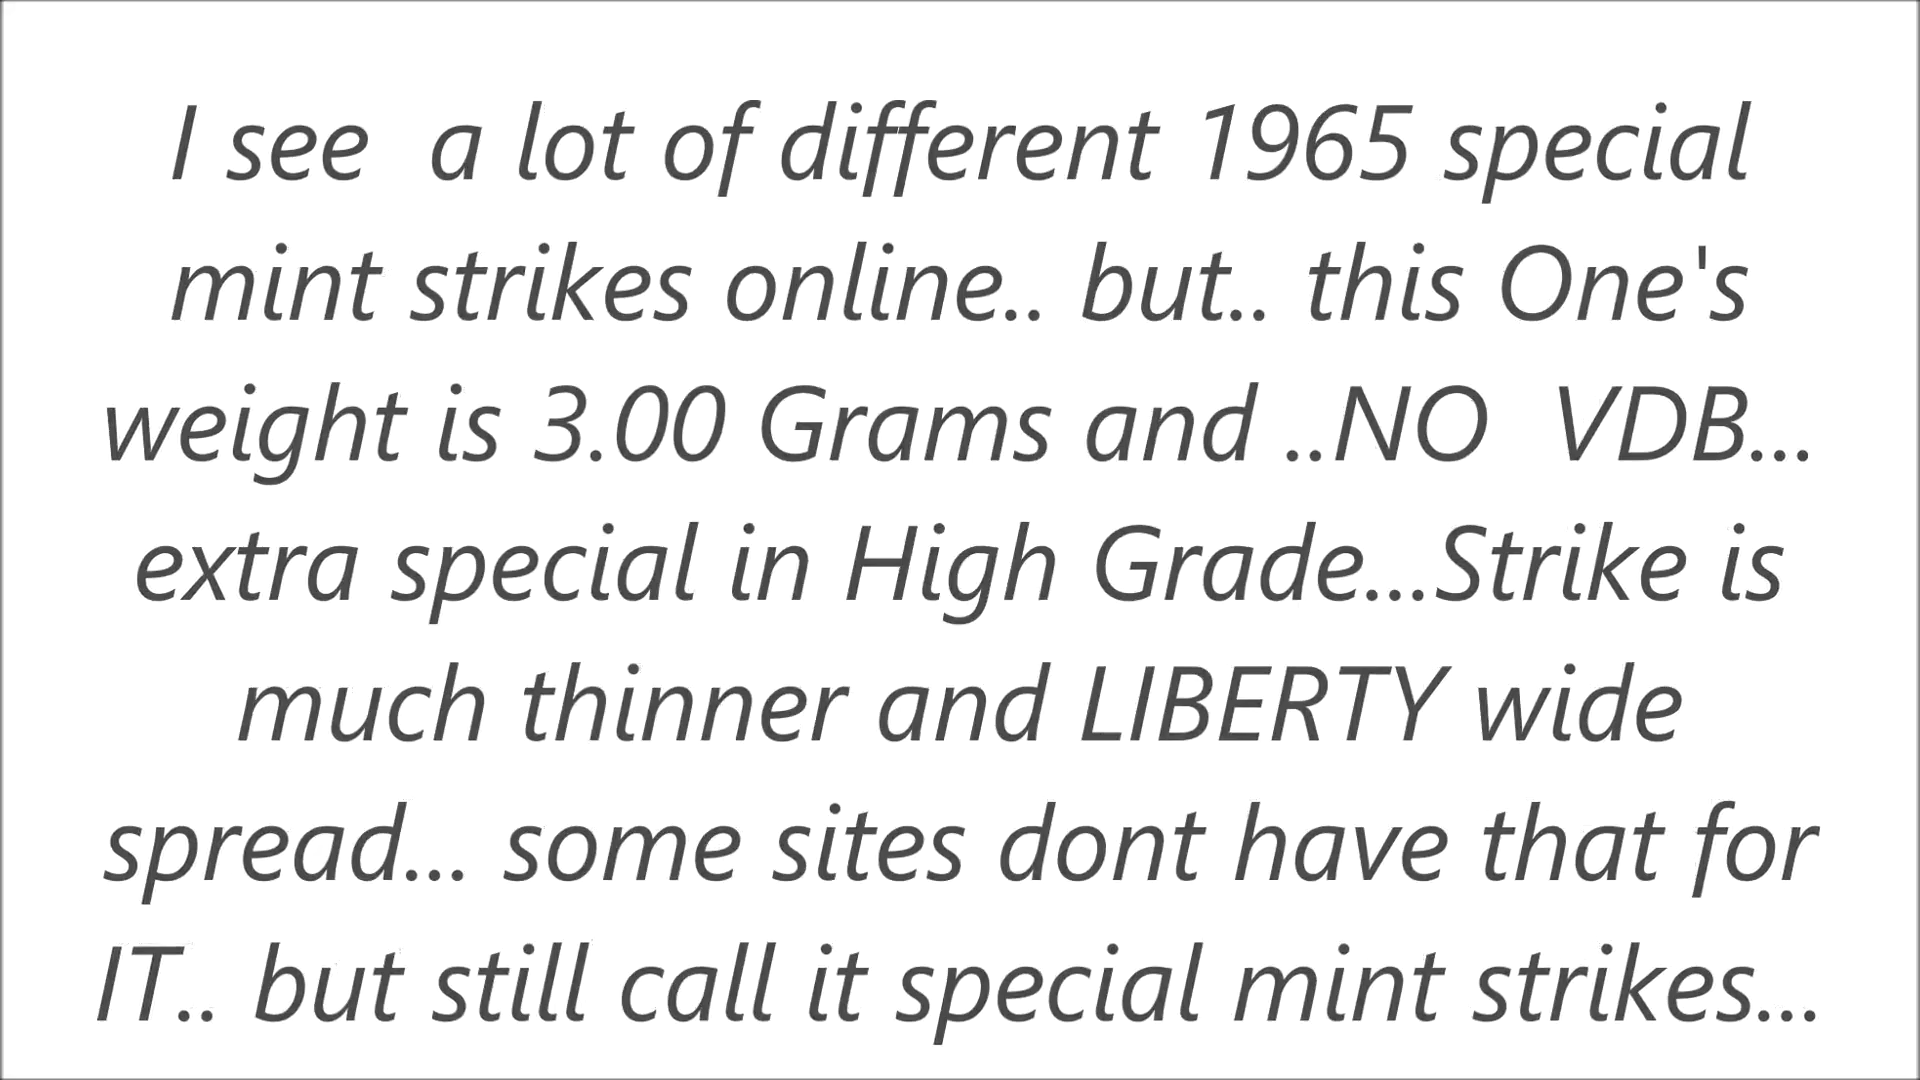 I see  a lot of different 1965 special
mint strikes online.. but.. this One's
weight is 3.00 Grams and ..NO  VDB...
extra special in High Grade...Strike is
much thinner and LIBERTY wide
spread... some sites dont have that for
IT.. but still call it special mint strikes...